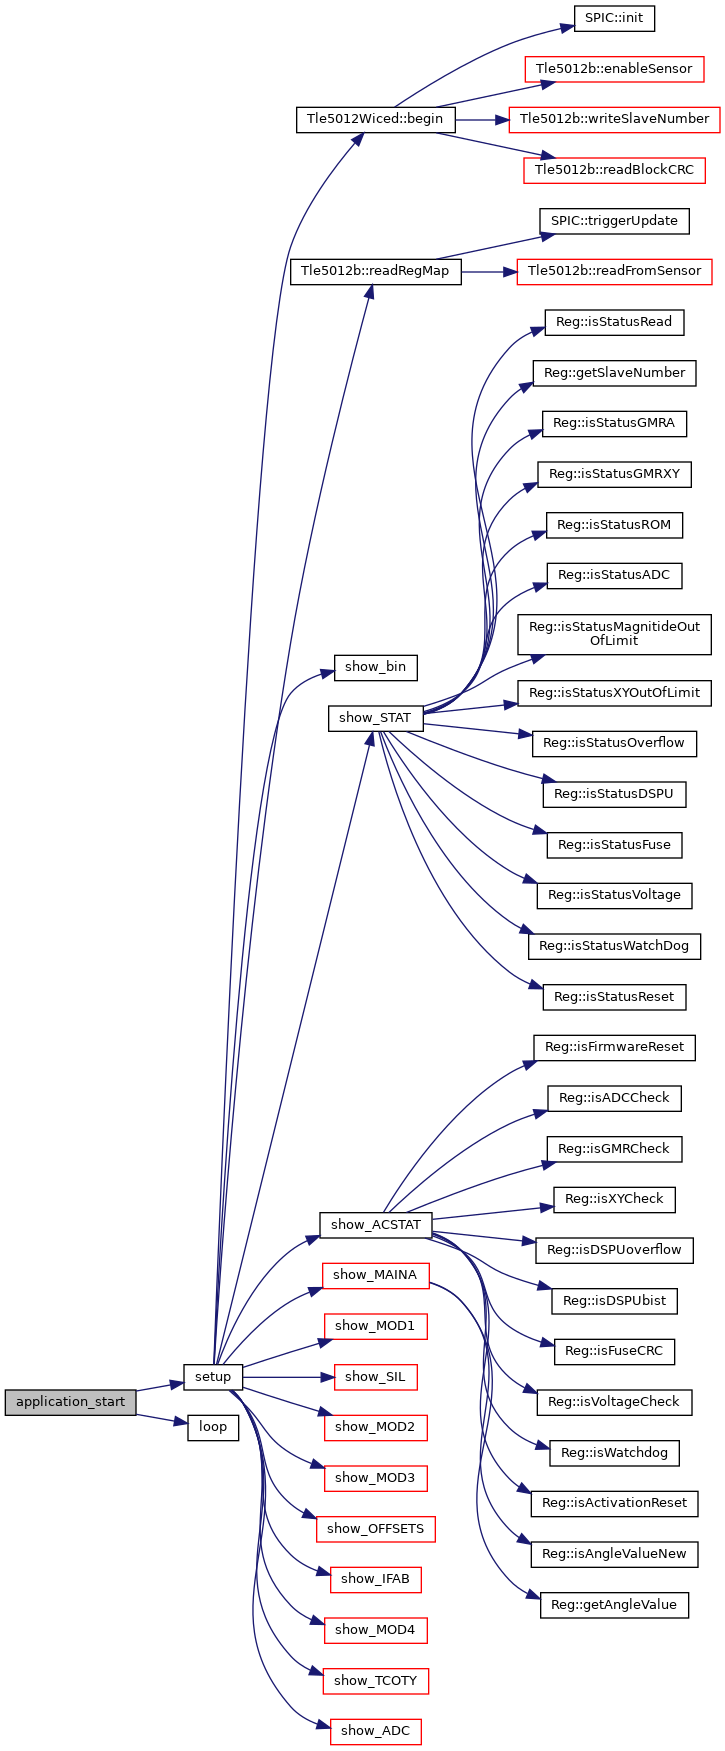 SPIC::init
Tle5012b::enableSensor
Tle5012Wiced::begin
Tle5012b::writeSlaveNumber
Tle5012b::readBlockCRC
SPIC::triggerUpdate
Tle5012b::readRegMap
Tle5012b::readFromSensor
Reg::isStatusRead
Reg::getSlaveNumber
Reg::isStatusGMRA
Reg::isStatusGMRXY
Reg::isStatusROM
Reg::isStatusADC
Reg::isStatusMagnitideOut
OfLimit
show_bin
Reg::isStatusXYOutOfLimit
show_STAT
Reg::isStatusOverflow
Reg::isStatusDSPU
Reg::isStatusFuse
Reg::isStatusVoltage
Reg::isStatusWatchDog
Reg::isStatusReset
Reg::isFirmwareReset
Reg::isADCCheck
Reg::isGMRCheck
Reg::isXYCheck
show_ACSTAT
Reg::isDSPUoverflow
show_MAINA
Reg::isDSPUbist
show_MOD1
Reg::isFuseCRC
setup
show_SIL
application_start
Reg::isVoltageCheck
loop
show_MOD2
Reg::isWatchdog
show_MOD3
Reg::isActivationReset
show_OFFSETS
Reg::isAngleValueNew
show_IFAB
Reg::getAngleValue
show_MOD4
show_TCOTY
show_ADC